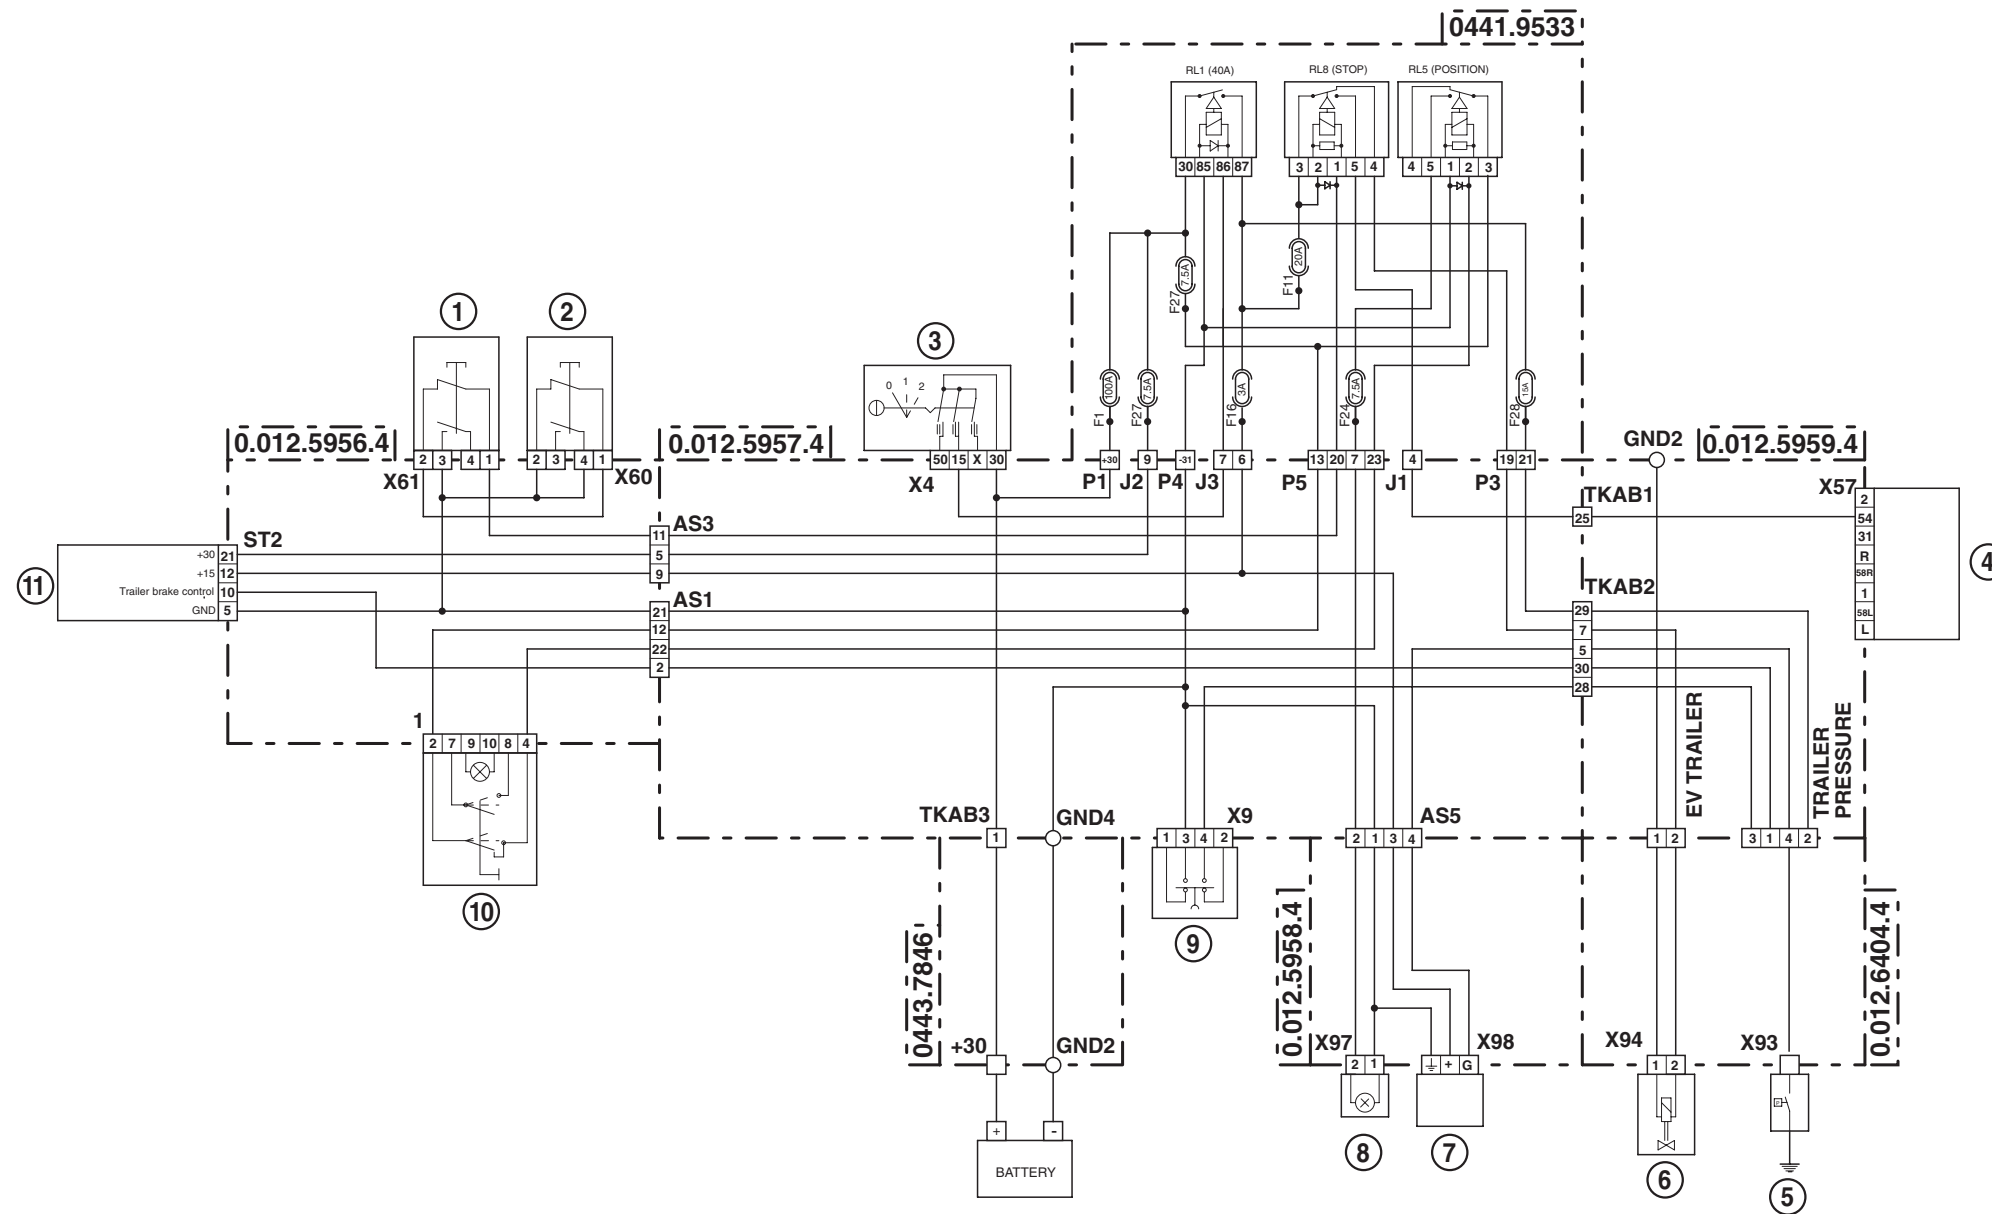 0441.9533
RL1 (40A)
RL8 (STOP)
RL5 (POSITION)
30 85 86 87
3 2 1 5 4
4 5 1 2 3
7.5A
F27
20A
F11
1
2
3
0 1 2
100A
F1
7.5A
F27
3A
F16
7.5A
F24
15A
F28
0.012.5956.4
0.012.5957.4
GND2
0.012.5959.4
2 3 4 1
2 3 4 1
50 15 X 30
+30
9
-31
7 6
13 20 7 23
4
19 21
X61
X60
X4
P1
J2
P4
J3
P5
J1
P3
TKAB1
25
X57
2
54
31
R
58R
1
58L
L
4
ST2
11
+30 21
+15 12
Trailer brake control 10
GND 5
AS3
11
5
9
AS1
21
12
22
2
TKAB2
29
7
5
30
28
EV TRAILER
TRAILER
PRESSURE
1
2 7 9 10 8 4
10
TKAB3
1
GND4
X9
1 3 4 2
9
AS5
2 1 3 4
1 2
3 1 4 2
0443.7846
0.012.5958.4
0.012.6404.4
+30
GND2
X97
2 1
X98
+ G
X94
1 2
X93
P
+
-
BATTERY
8
7
6
5